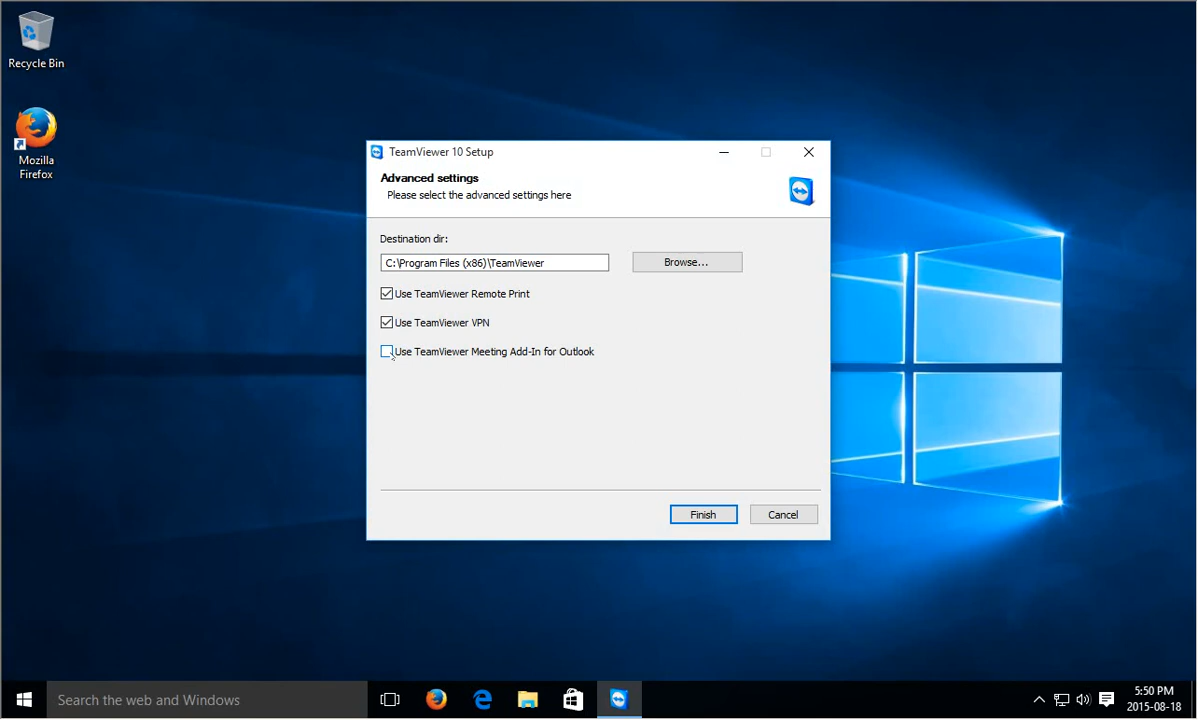 Recycle Bin
Mozilla
Firefox
TeamViewer 10 Setup
Advanced settings
Please select the advanced settings here
Destination dir:
C:\Program Files (x86)\TeamViewer
Browse...
Use TeamViewer Remote Print
Use TeamViewer VPN
Use TeamViewer Meeting Add-In for Outlook
Finish
Cancel
Search the web and Windows
5:50 PM
2015-08-18